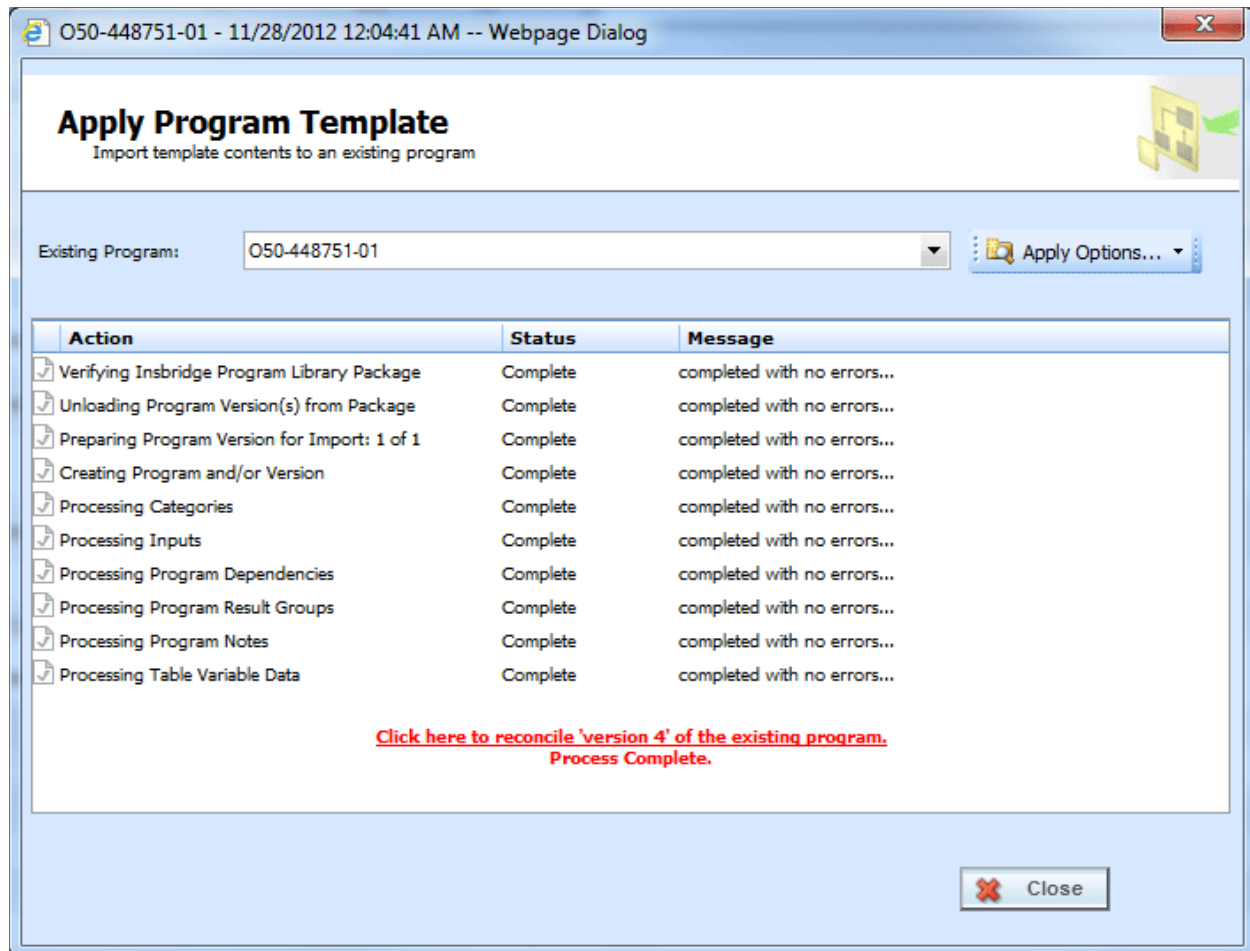 O50-448751-01 - 11/28/2012 12:04:41 AM -- Webpage Dialog
Apply Program Template
Import template contents to an existing program
Existing Program: O50-448751-01 Apply Options...
Action Status Message
Verifying Insbridge Program Library Package Complete completed with no errors...
Unloading Program Version(s) from Package Complete completed with no errors...
Preparing Program Version for Import: 1 of 1 Complete completed with no errors...
Creating Program and/or Version Complete completed with no errors...
Processing Categories Complete completed with no errors...
Processing Inputs Complete completed with no errors...
Processing Program Dependencies Complete completed with no errors...
Processing Program Result Groups Complete completed with no errors...
Processing Program Notes Complete completed with no errors...
Processing Table Variable Data Complete completed with no errors...
Click here to reconcile 'version 4' of the existing program.
Process Complete.
Close